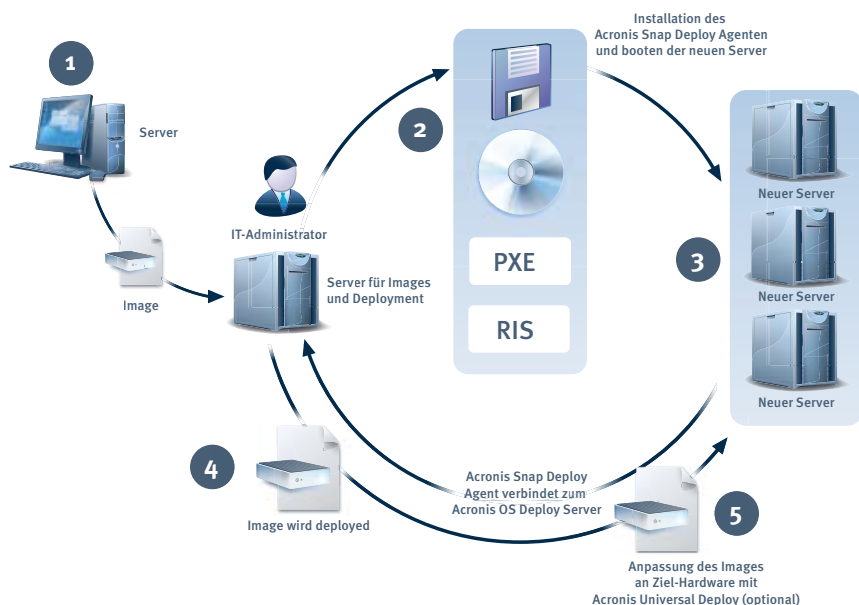 1
Server
Image
IT-Administrator
Server für Images
und Deployment
2
PXE
RIS
Installation des
Acronis Snap Deploy Agenten
und booten der neuen Server
3
Neuer Server
Neuer Server
Neuer Server
4
Image wird deployed
Acronis Snap Deploy
Agent verbindet zum
Acronis OS Deploy Server
5
Anpassung des Images
an Ziel-Hardware mit
Acronis Universal Deploy (optional)